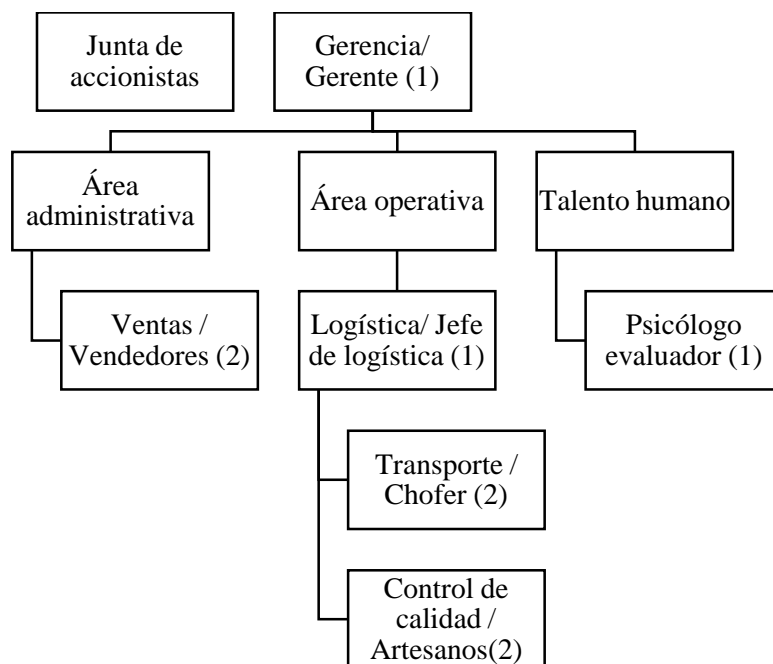 Junta de
accionistas
Gerencia/
Gerente (1)
Área
administrativa
Área operativa
Talento humano
Ventas /
Vendedores (2)
Logística/ Jefe
de logística (1)
Psicólogo
evaluador (1)
Transporte /
Chofer (2)
Control de
calidad /
Artesanos(2)